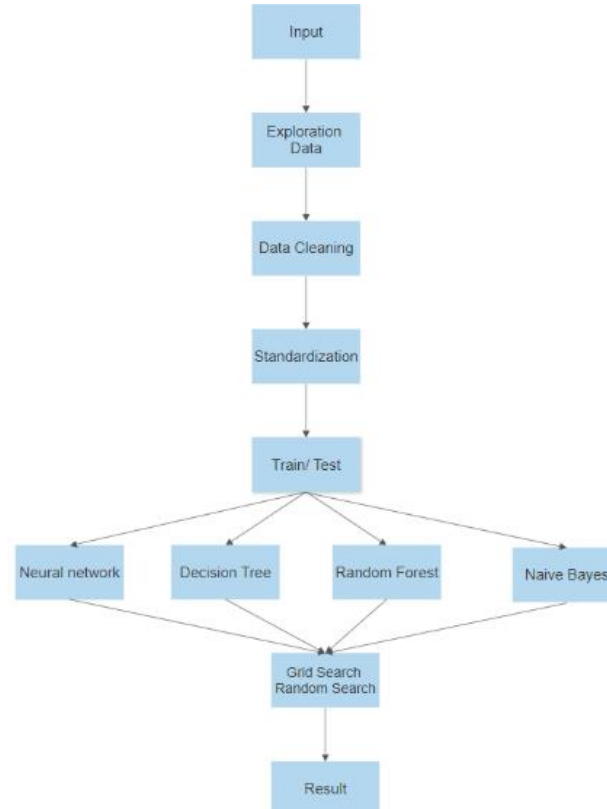 Input
Exploration
Data
Data Cleaning
Standardization
Train/ Test
Neural network
Decision Tree
Random Forest
Naive Bayes
Grid Search
Random Search
Result